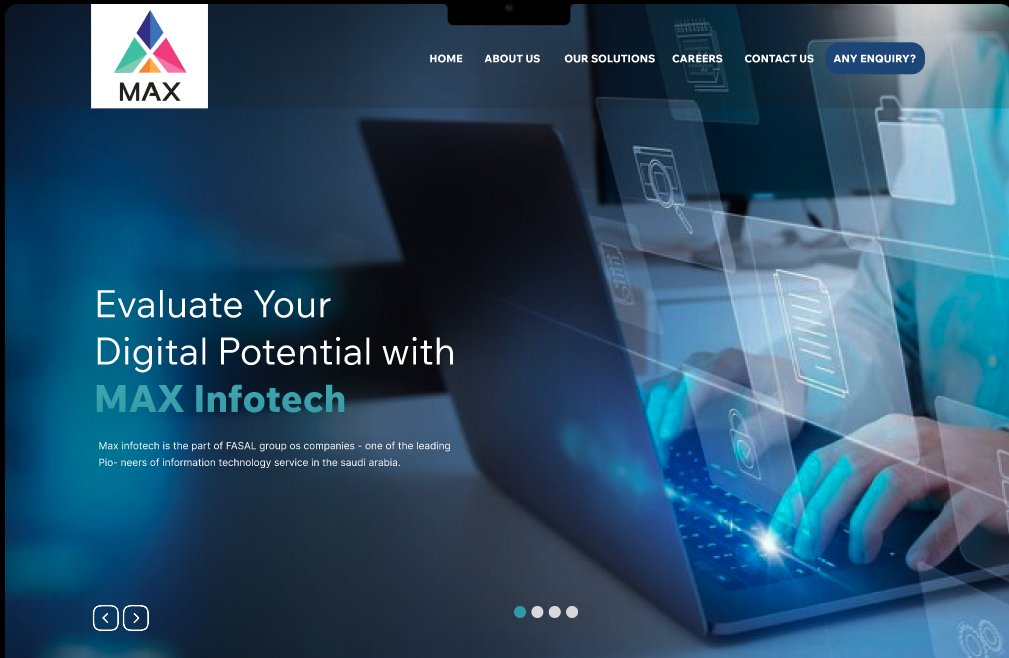 MAX
HOME ABOUT US OUR SOLUTIONS CAREERS CONTACT US ANY ENQUIRY?
Evaluate Your
Digital Potential with
MAX Infotech
Max infotech is the part of FASAL group os companies - one of the leading
Pio- neers of information technology service in the saudi arabia.